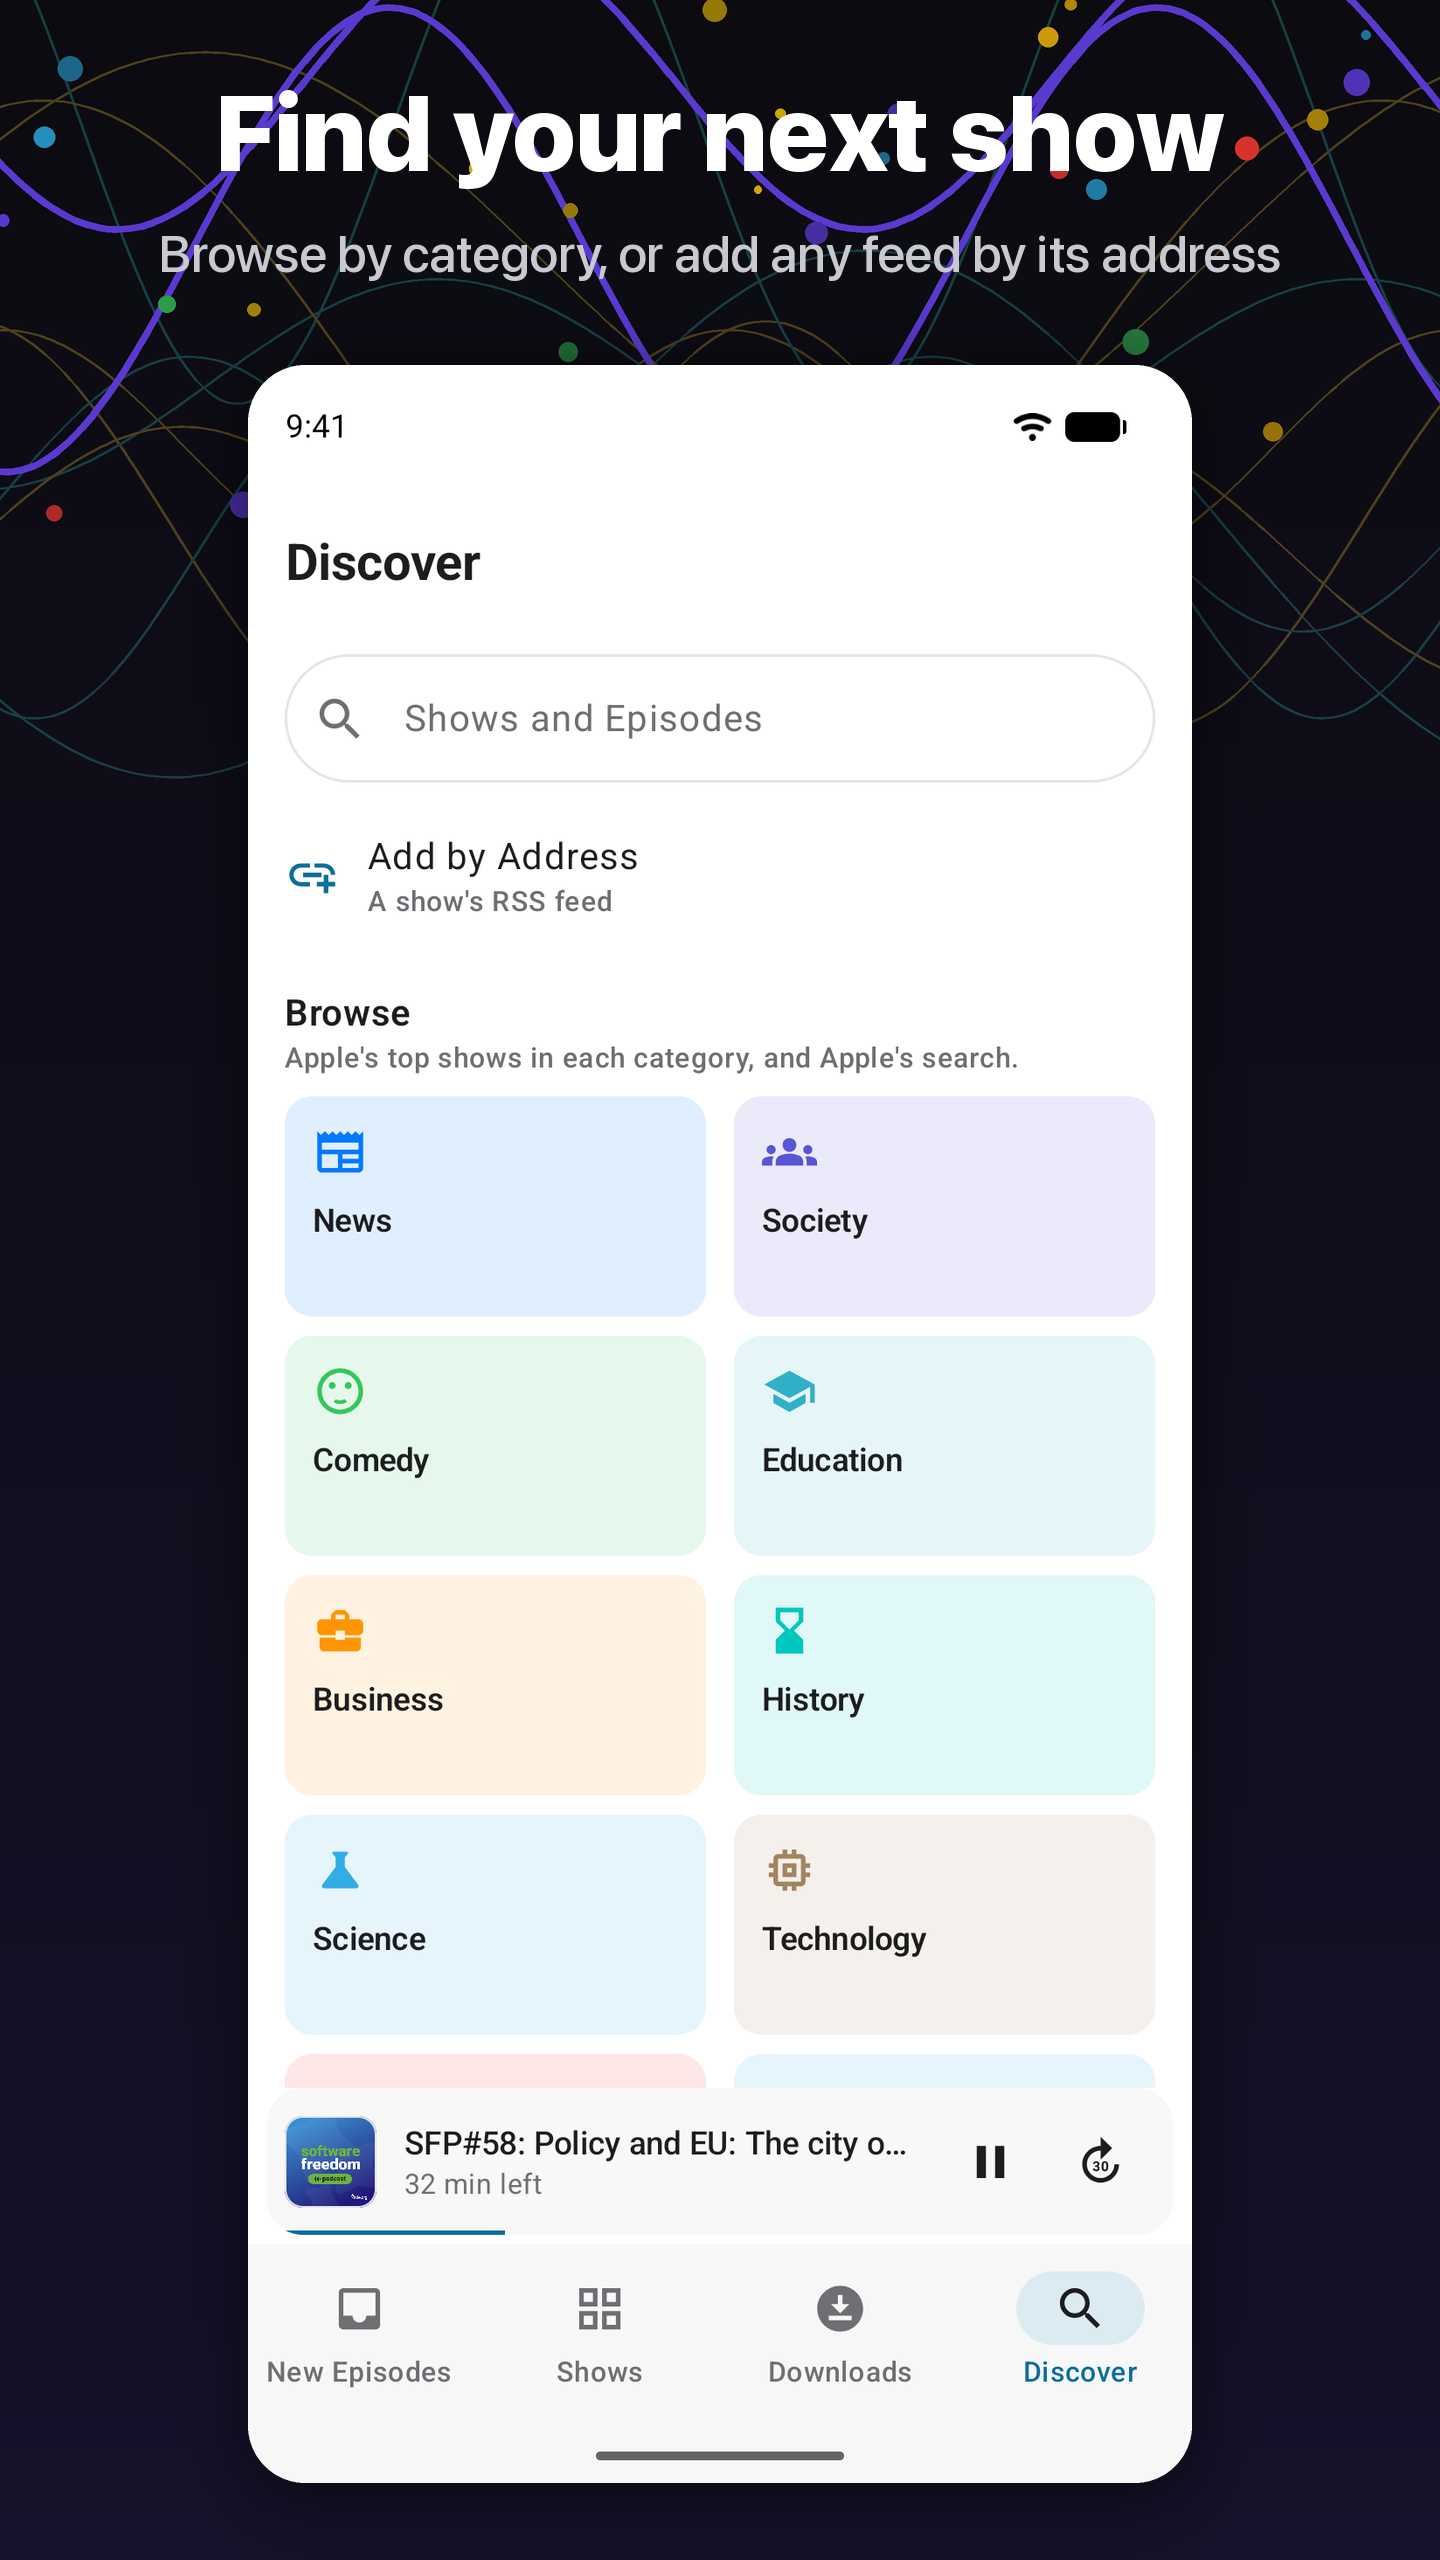 Find your next show
Browse by category, or add any feed by its address
9:41
Discover
Shows and Episodes
Add by Address
A show's RSS feed
Browse
Apple's top shows in each category, and Apple's search.
News
Society
Comedy
Education
Business
History
Science
Technology
software
freedom
podcast
SFP#58: Policy and EU: The city o...
32 min left
30
New Episodes
Shows
Downloads
Discover